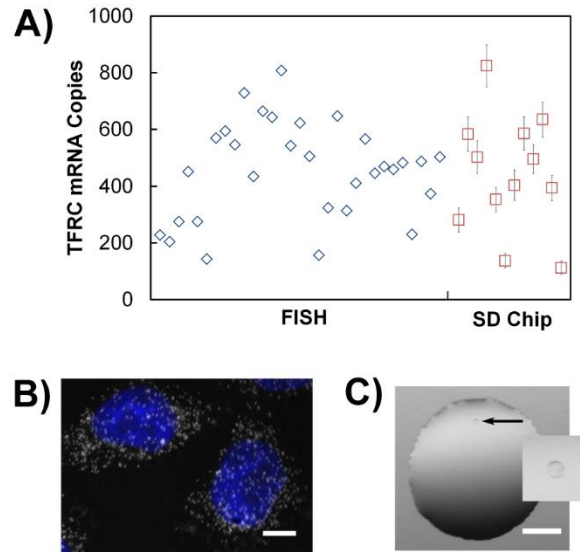 A)
TFRC mRNA Copies
1000
800
600
400
200
0
FISH
SD Chip
B)
C)